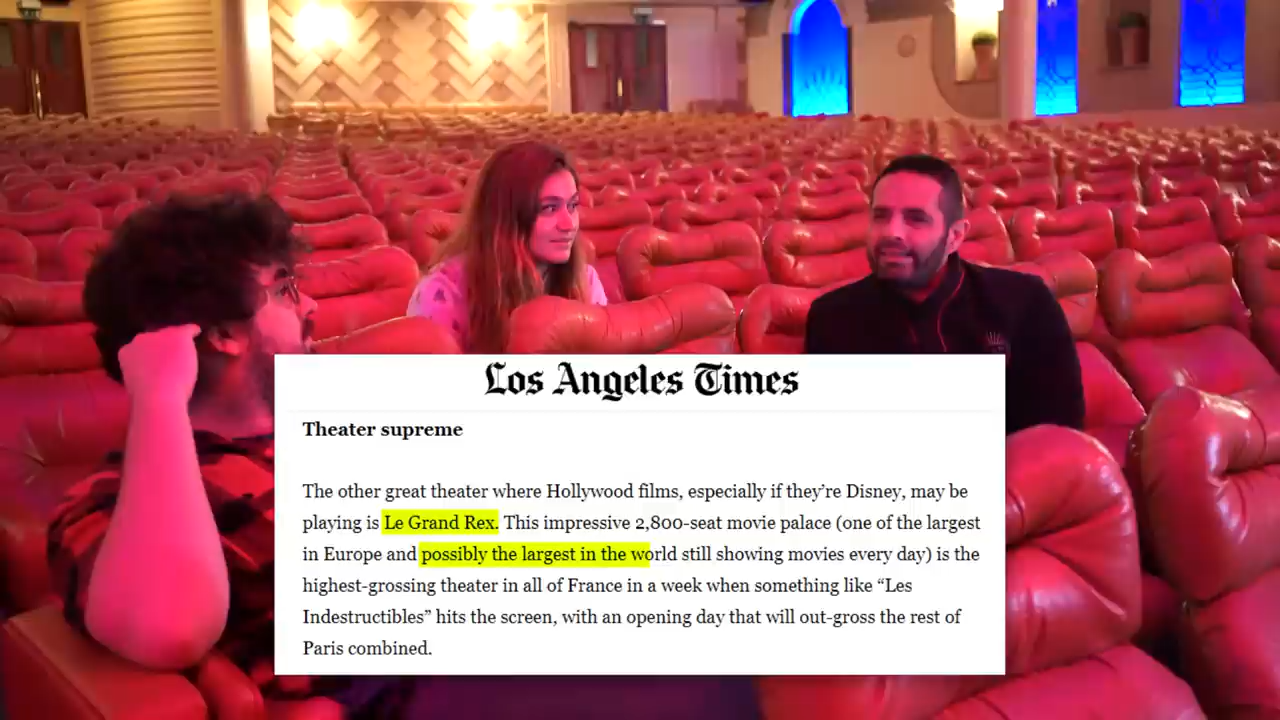 Los Angeles Times
Theater supreme
The other great theater where Hollywood films, especially if they’re Disney, may be
playing is Le Grand Rex. This impressive 2,800-seat movie palace (one of the largest
in Europe and possibly the largest in the world still showing movies every day) is the
highest-grossing theater in all of France in a week when something like “Les
Indestructibles” hits the screen, with an opening day that will out-gross the rest of
Paris combined.